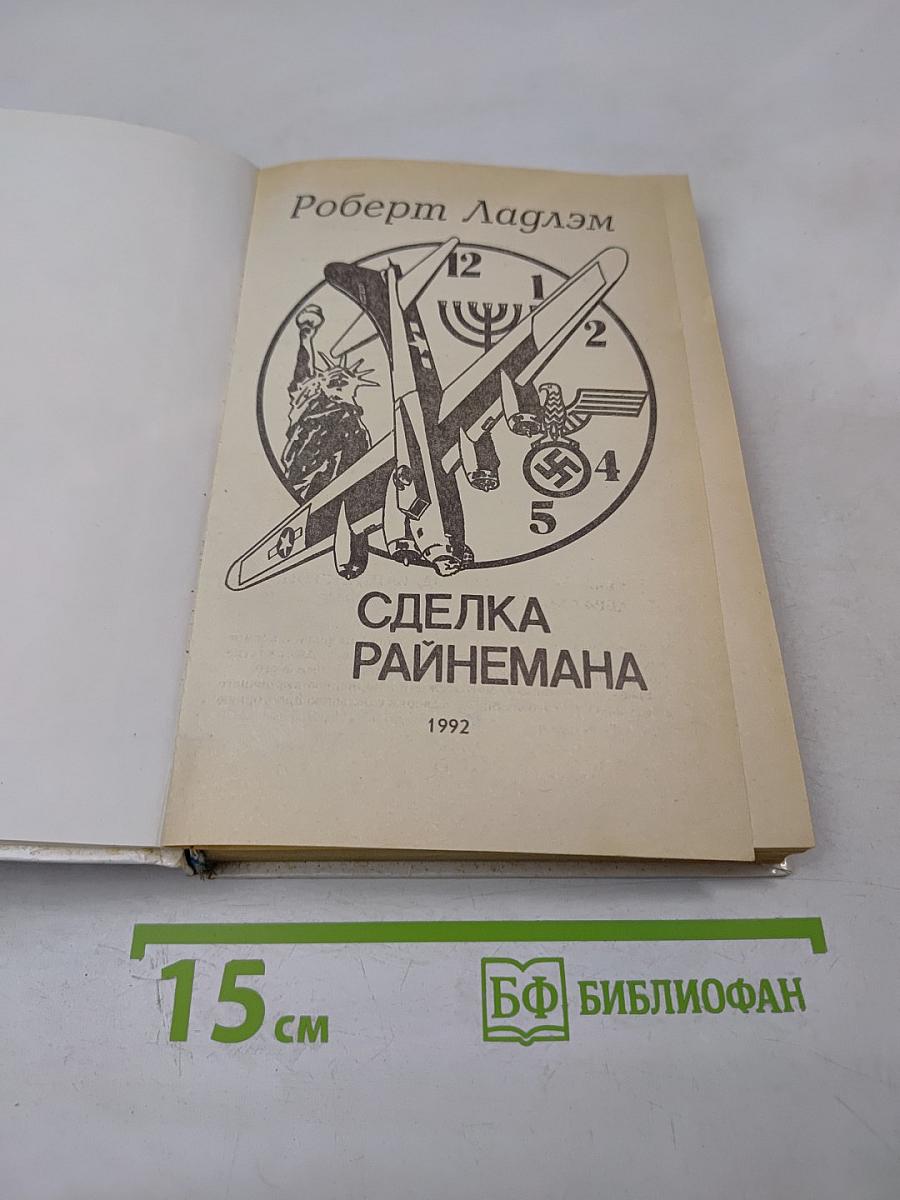 Роберт Ладлэм
12
1
2
4
5
СДЕЛКА
РАЙНЕМАНА
1992
15 см
БФ БИБЛИОФАН